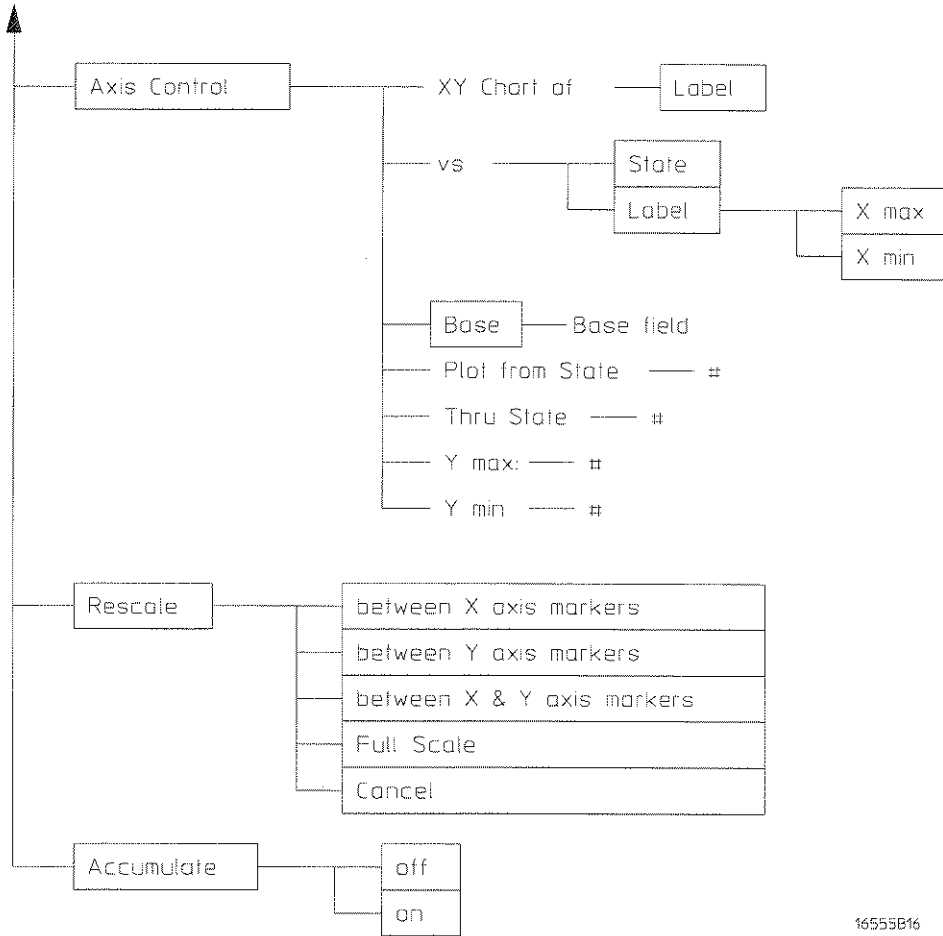 Axis Control
XY Chart of
Label
vs
State
Label
X max
X min
Base
Base field
Plot from State #
Thru State #
Y max: #
Y min #
Rescale
between X axis markers
between Y axis markers
between X & Y axis markers
Full Scale
Cancel
Accumulate
off
on
16555B16